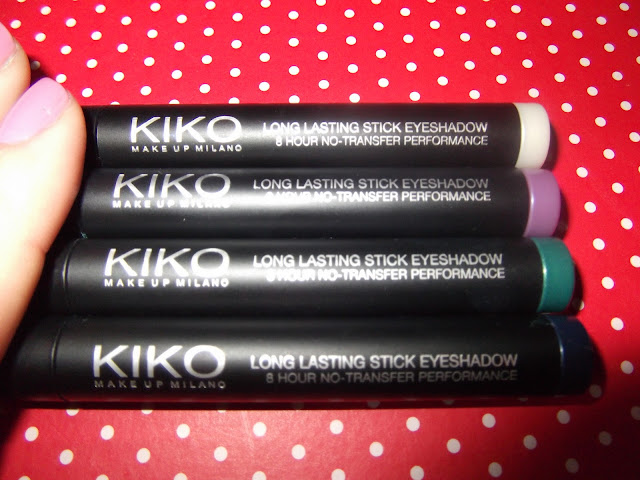 KIKO
MAKE UP MILANO
LONG LASTING STICK EYESHADOW
8 HOUR NO-TRANSFER PERFORMANCE
KIKO
MAKE UP MILANO
LONG LASTING STICK EYESHADOW
8 HOUR NO-TRANSFER PERFORMANCE
KIKO
MAKE UP MILANO
LONG LASTING STICK EYESHADOW
8 HOUR NO-TRANSFER PERFORMANCE
KIKO
MAKE UP MILANO
LONG LASTING STICK EYESHADOW
8 HOUR NO-TRANSFER PERFORMANCE